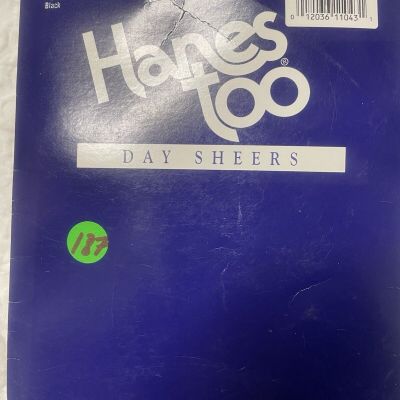 Black
0 12036 11043 1
Hanes
too®
DAY SHEERS
187